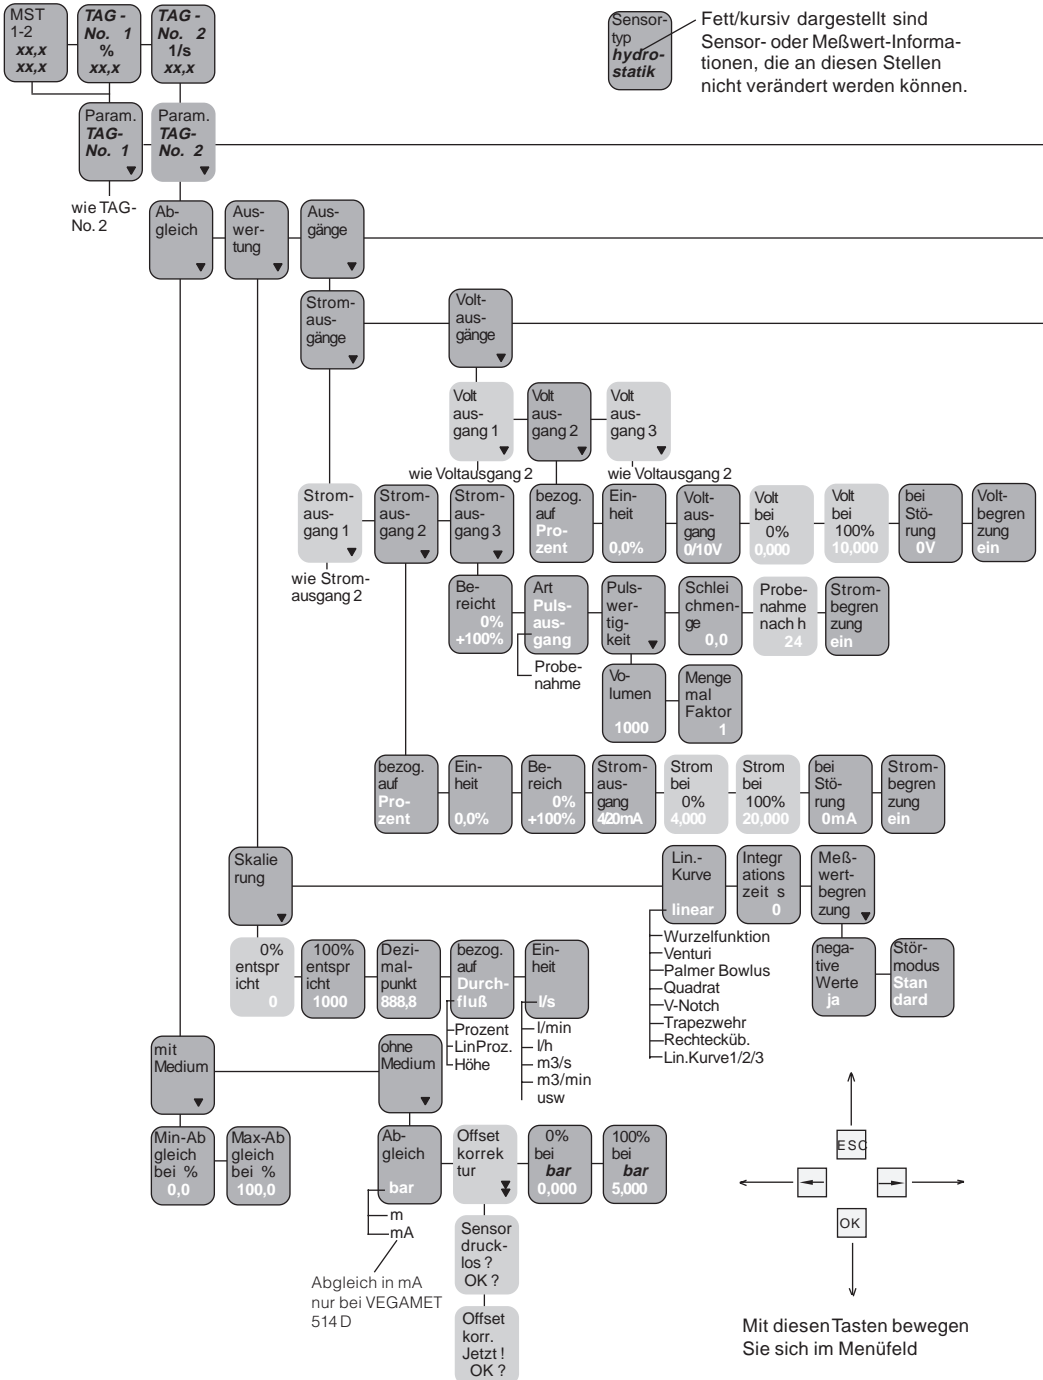 MST
1-2
xx,x
xx,x
TAG -
No. 1
%
xx,x
TAG -
No. 2
1/s
xx,x
Sensor-
typ
hydro-
statik
Fett/kursiv dargestellt sind
Sensor- oder Meßwert-Informa-
tionen, die an diesen Stellen
nicht verändert werden können.
Param.
TAG-
No. 1
Param.
TAG-
No. 2
wie TAG-
No. 2
Ab-
gleich
Aus-
wer-
tung
Aus-
gänge
Strom-
aus-
gänge
Volt-
aus-
gänge
Volt
aus-
gang 1
Volt
aus-
gang 2
Volt
aus-
gang 3
wie Voltausgang 2
wie Voltausgang 2
Strom-
aus-
gang 1
Strom-
aus-
gang 2
Strom-
aus-
gang 3
bezog.
auf
Pro-
zent
Ein-
heit
0,0%
Volt-
aus-
gang
0/10V
Volt
bei
0%
0,000
Volt
bei
100%
10,000
bei
Stö-
rung
0V
Volt-
begren
zung
ein
wie Strom-
ausgang 2
Be-
reicht
0%
+100%
Art
Puls-
aus-
gang
Probe-
nahme
Puls-
wer-
tig-
keit
Schlei
chmen-
ge
0,0
Probe-
nahme
nach h
24
Strom-
begren
zung
ein
Vo-
lumen
1000
Menge
mal
Faktor
1
bezog.
auf
Pro-
zent
Ein-
heit
0,0%
Be-
reich
0%
+100%
Strom-
aus-
gang
4/20mA
Strom
bei
0%
4,000
Strom
bei
100%
20,000
bei
Stö-
rung
0mA
Strom-
begren
zung
ein
Skalie
rung
Lin.-
Kurve
linear
Integr
ations
zeit s
0
Meß-
wert-
begren
zung
Wurzelfunktion
Venturi
Palmer Bowlus
Quadrat
V-Notch
Trapezwehr
Rechtecküb.
Lin.Kurve1/2/3
nega-
tive
Werte
ja
Stör-
modus
Stan
dard
0%
entspr
icht
0
100%
entspr
icht
1000
Dezi-
mal-
punkt
888,8
bezog.
auf
Durch-
fluß
Ein-
heit
l/s
Prozent
LinProz.
Höhe
l/min
l/h
m3/s
m3/min
usw
mit
Medium
ohne
Medium
Min-Ab
gleich
bei %
0,0
Max-Ab
gleich
bei %
100,0
Ab-
gleich
bar
m
mA
Offset
korrek
tur
0%
bei
bar
0,000
100%
bei
bar
5,000
Sensor
druck-
los ?
OK ?
Offset
korr.
Jetzt !
OK ?
Abgleich in mA
nur bei VEGAMET
514 D
ESC
OK
Mit diesen Tasten bewegen
Sie sich im Menüfeld